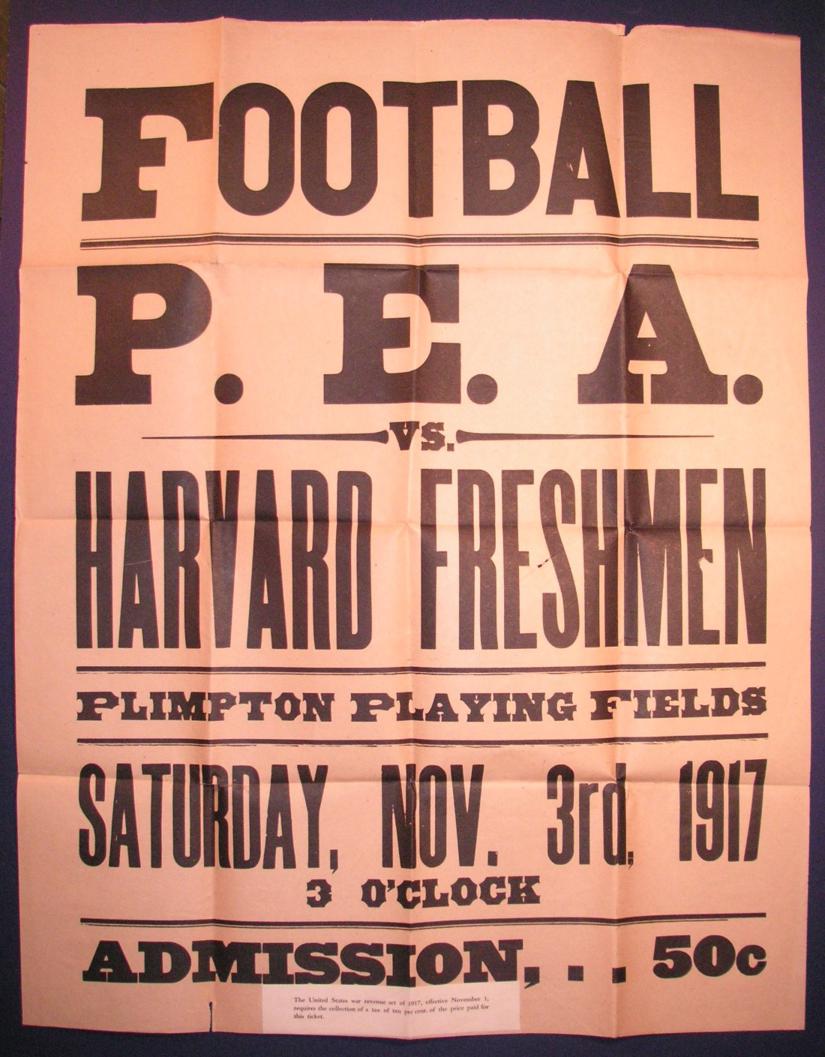 FOOTBALL
P. E. A.
VS.
HARVARD FRESHMEN
PLIMPTON PLAYING FIELDS
SATURDAY, NOV. 3rd, 1917
3 O'CLOCK
ADMISSION, . . 50c
The United States war revenue act of 1917, effective November 1,
requires the collection of a tax of ten per cent. of the price paid for
this ticket.